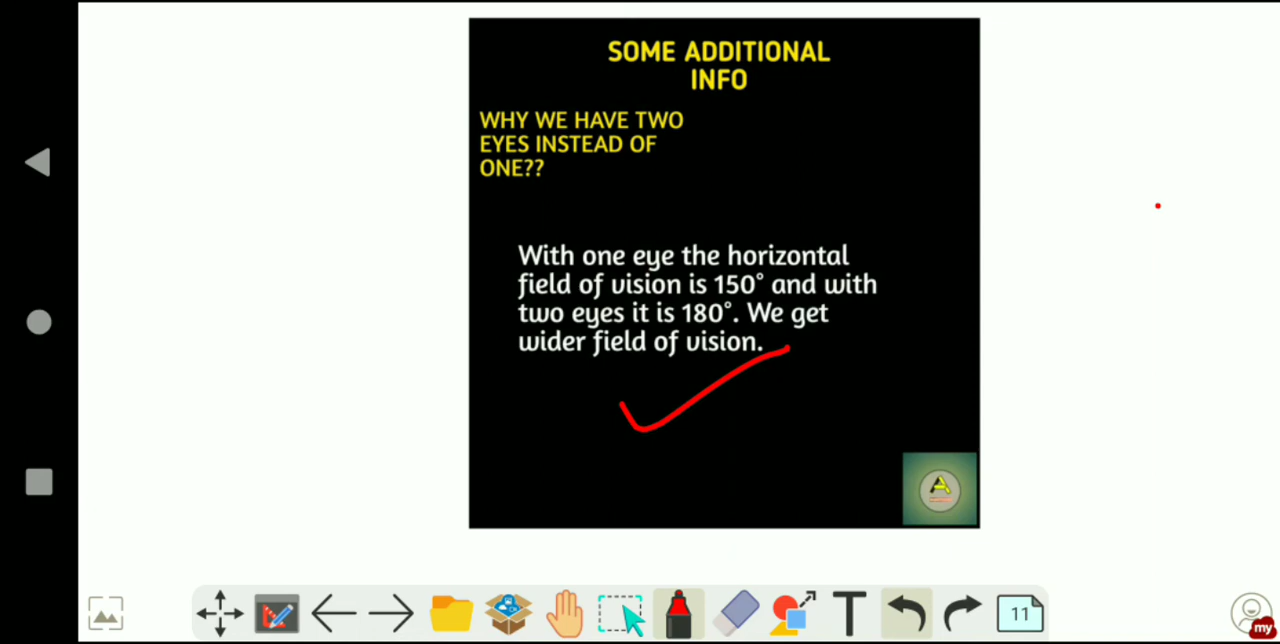 SOME ADDITIONAL
INFO
WHY WE HAVE TWO
EYES INSTEAD OF
ONE??
With one eye the horizontal
field of vision is 150° and with
two eyes it is 180°. We get
wider field of vision.
A
T
11
my